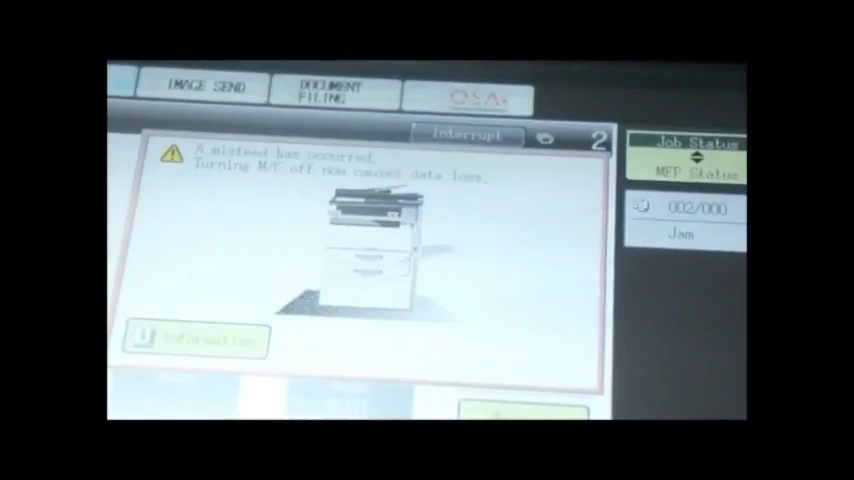 IMAGE SEND
DOCUMENT
FILING
OSA
Interrupt
2
A misfeed has occurred.
Turning M/C off now causes data loss.
Job Status
MFP Status
002/000
Jam
i Information